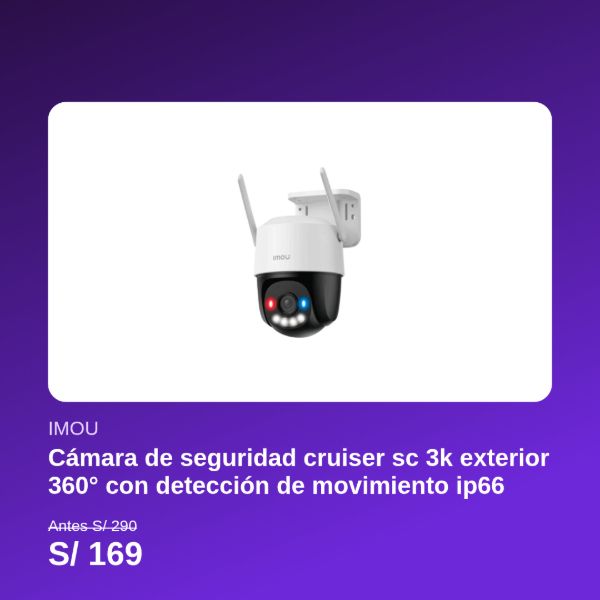 imou
IMOU
Cámara de seguridad cruiser sc 3k exterior
360° con detección de movimiento ip66
Antes S/ 290
S/ 169